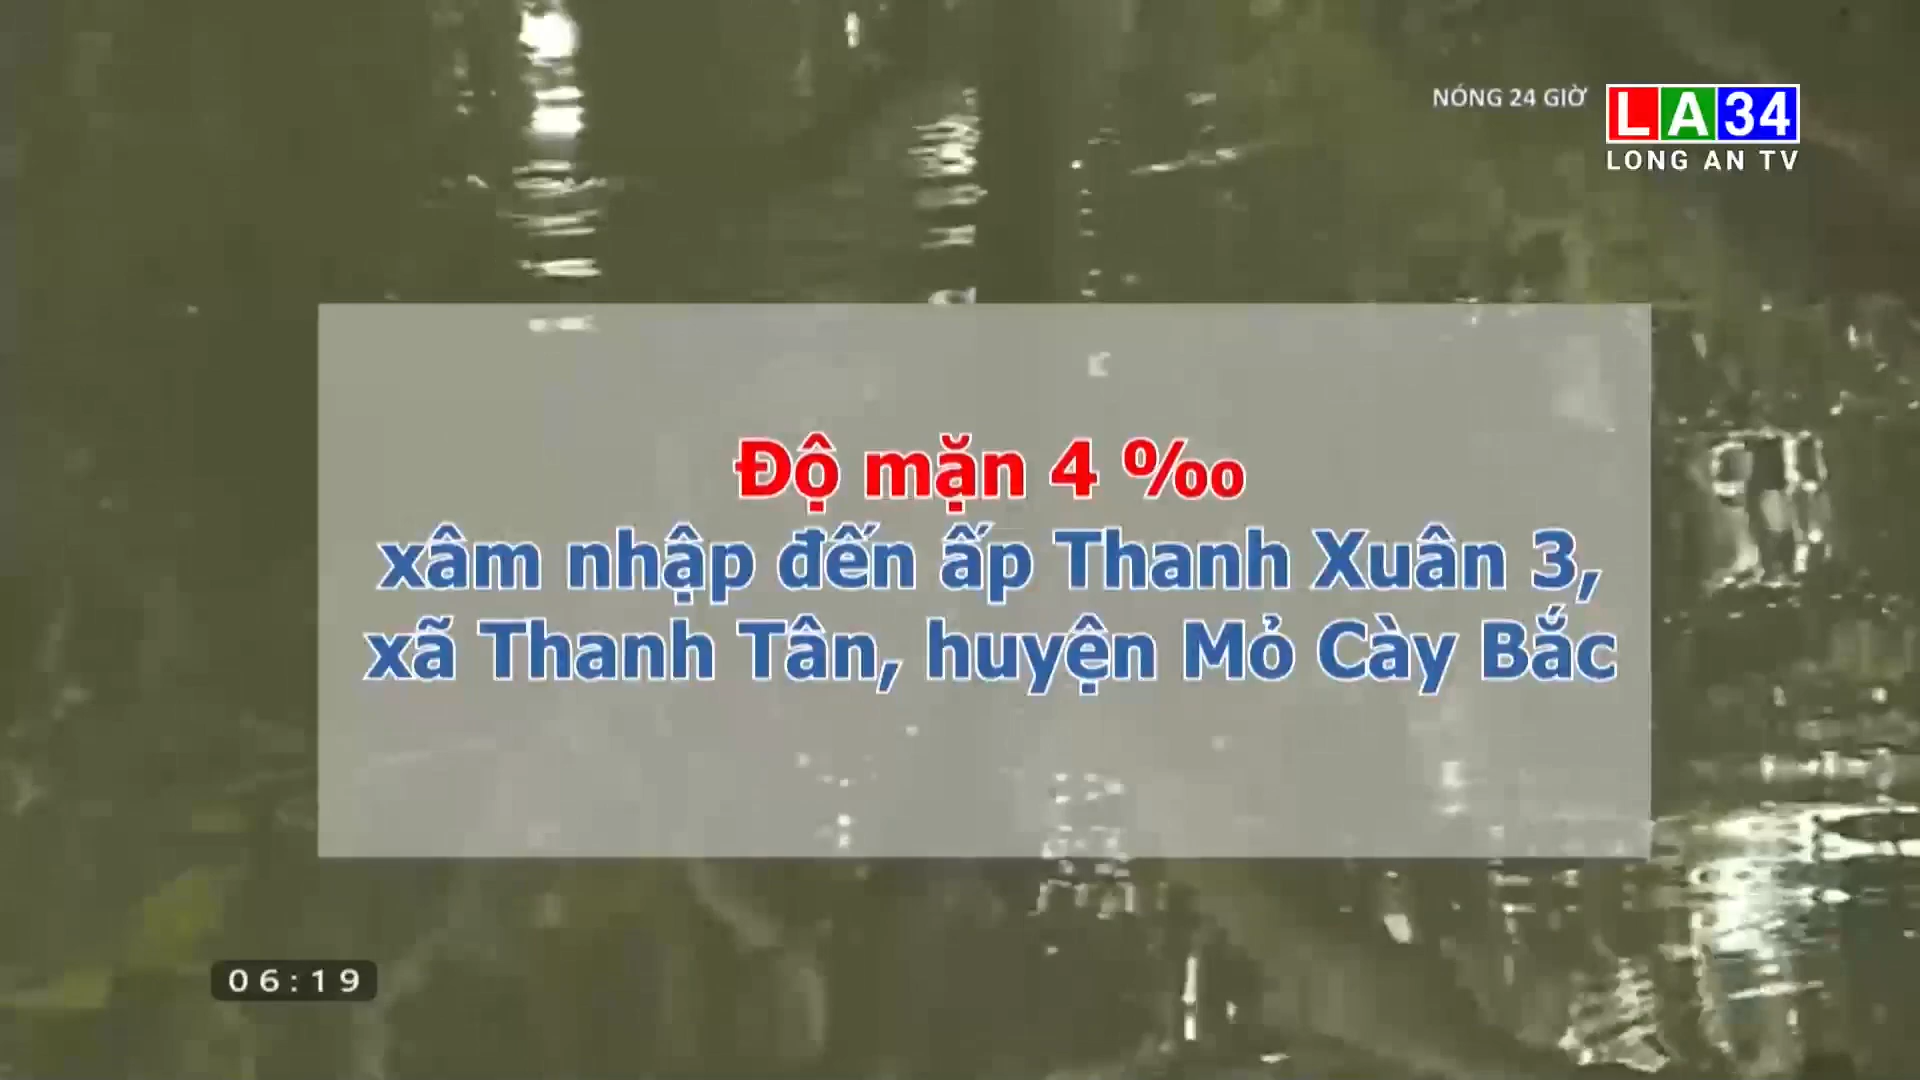 NÓNG 24 GIỜ
LA34
LONG AN TV
Độ mặn 4 ‰
xâm nhập đến ấp Thanh Xuân 3,
xã Thanh Tân, huyện Mỏ Cày Bắc
06:19